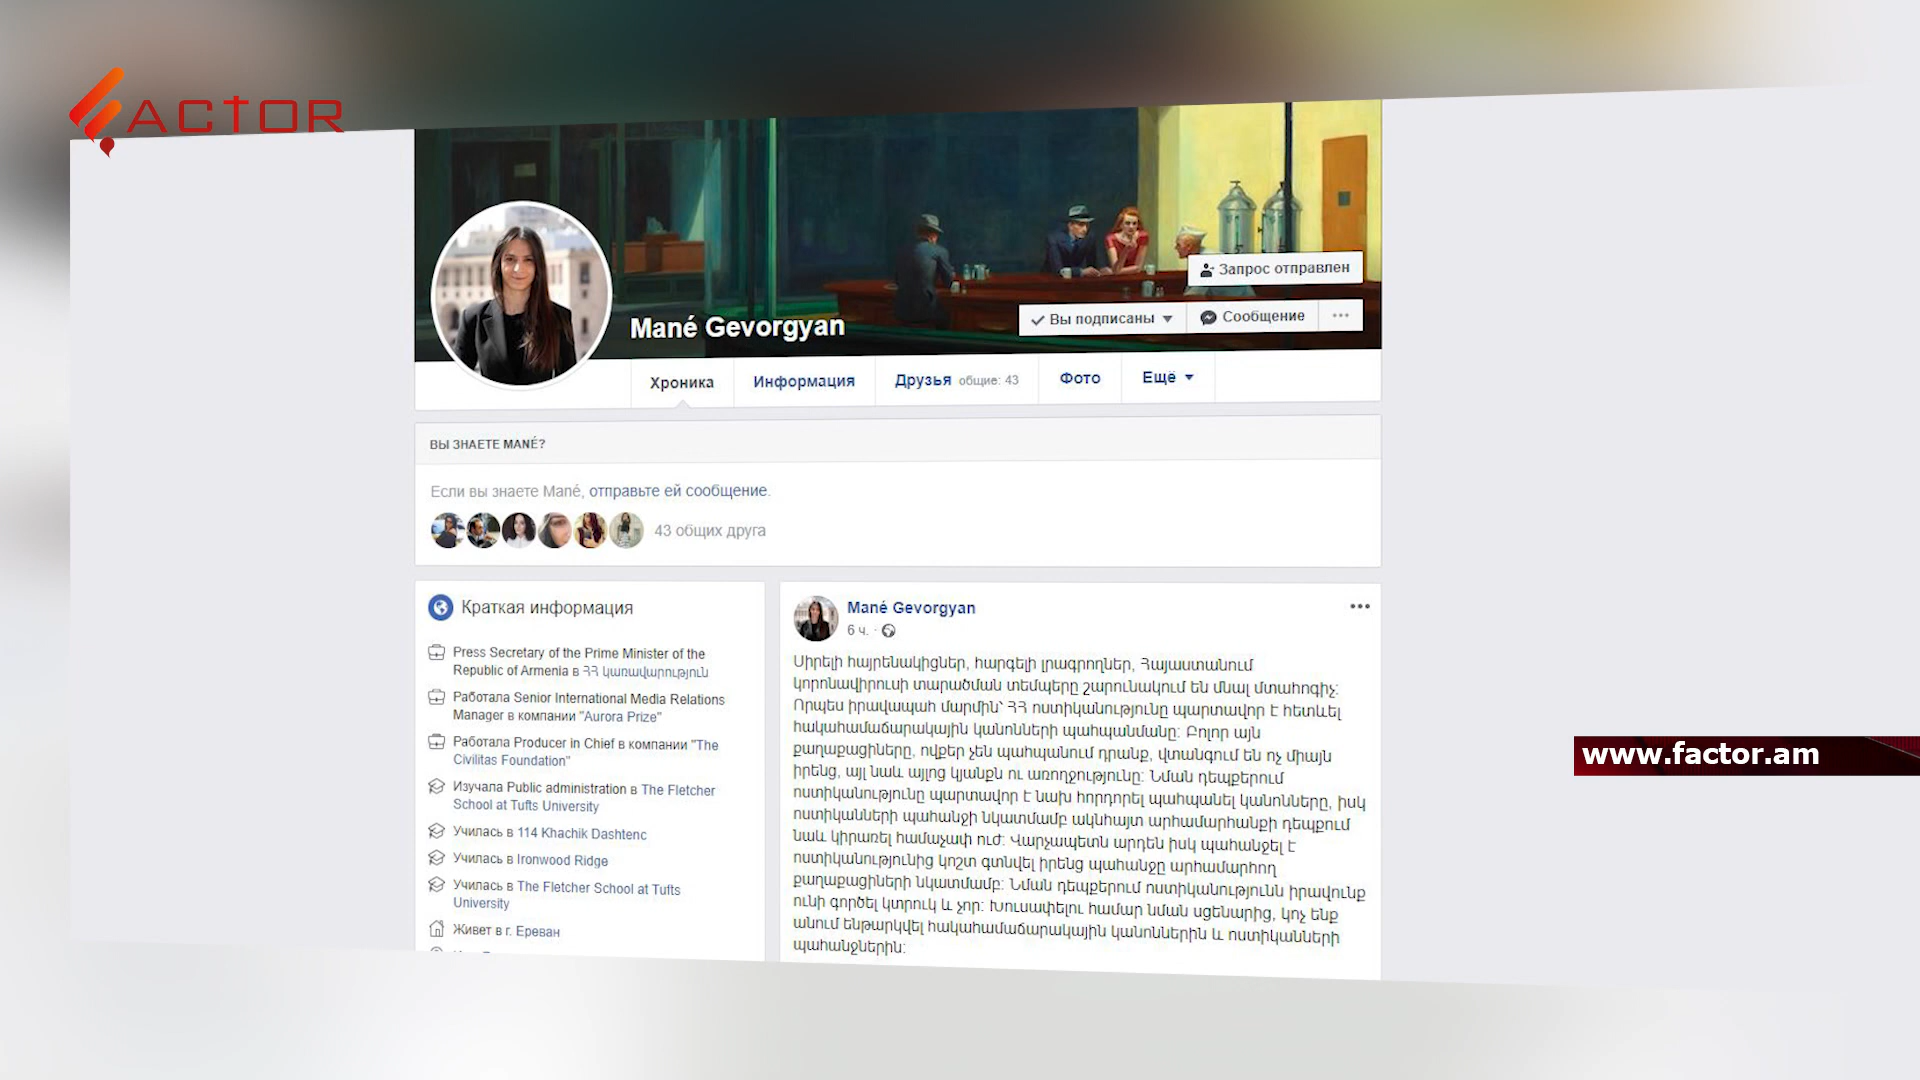 ACTOR
Запрос отправлен
Mané Gevorgyan
Вы подписаны
Сообщение
Хроника
Информация
Друзья общие: 43
Фото
Ещё
ВЫ ЗНАЕТЕ MANÉ?
Если вы знаете Mané, отправьте ей сообщение.
43 общих друга
Краткая информация
Press Secretary of the Prime Minister of the
Republic of Armenia в ՀՀ կառավարություն
Работала Senior International Media Relations
Manager в компании "Aurora Prize"
Работала Producer in Chief в компании "The
Civilitas Foundation"
Изучала Public administration в The Fletcher
School at Tufts University
Училась в 114 Khachik Dashtenc
Училась в Ironwood Ridge
Училась в The Fletcher School at Tufts
University
Живет в г. Ереван
Mané Gevorgyan
6 ч. ·
Սիրելի հայրենակիցներ, հարգելի լրագրողներ, Հայաստանում
կորոնավիրուսի տարածման տեմպերը շարունակում են մնալ մտահոգիչ:
Որպես իրավապահ մարմին՝ ՀՀ ոստիկանությունը պարտավոր է հետևել
հակահամաճարակային կանոնների պահպանմանը: Բոլոր այն
քաղաքացիները, ովքեր չեն պահպանում դրանք, վտանգում են ոչ միայն
իրենց, այլ նաև այլոց կյանքն ու առողջությունը: Նման դեպքերում
ոստիկանությունը պարտավոր է նախ հորդորել պահպանել կանոնները, իսկ
ոստիկանների պահանջի նկատմամբ ակնհայտ արհամարհանքի դեպքում
նաև կիրառել համաչափ ուժ: Վարչապետն արդեն իսկ պահանջել է
ոստիկանությունից կոշտ գտնվել իրենց պահանջը արհամարհող
քաղաքացիների նկատմամբ: Նման դեպքերում ոստիկանությունն իրավունք
ունի գործել կտրուկ և չոր: Խուսափելու համար նման սցենարից, կոչ ենք
անում ենթարկվել հակահամաճարակային կանոններին և ոստիկանների
պահանջներին:
www.factor.am